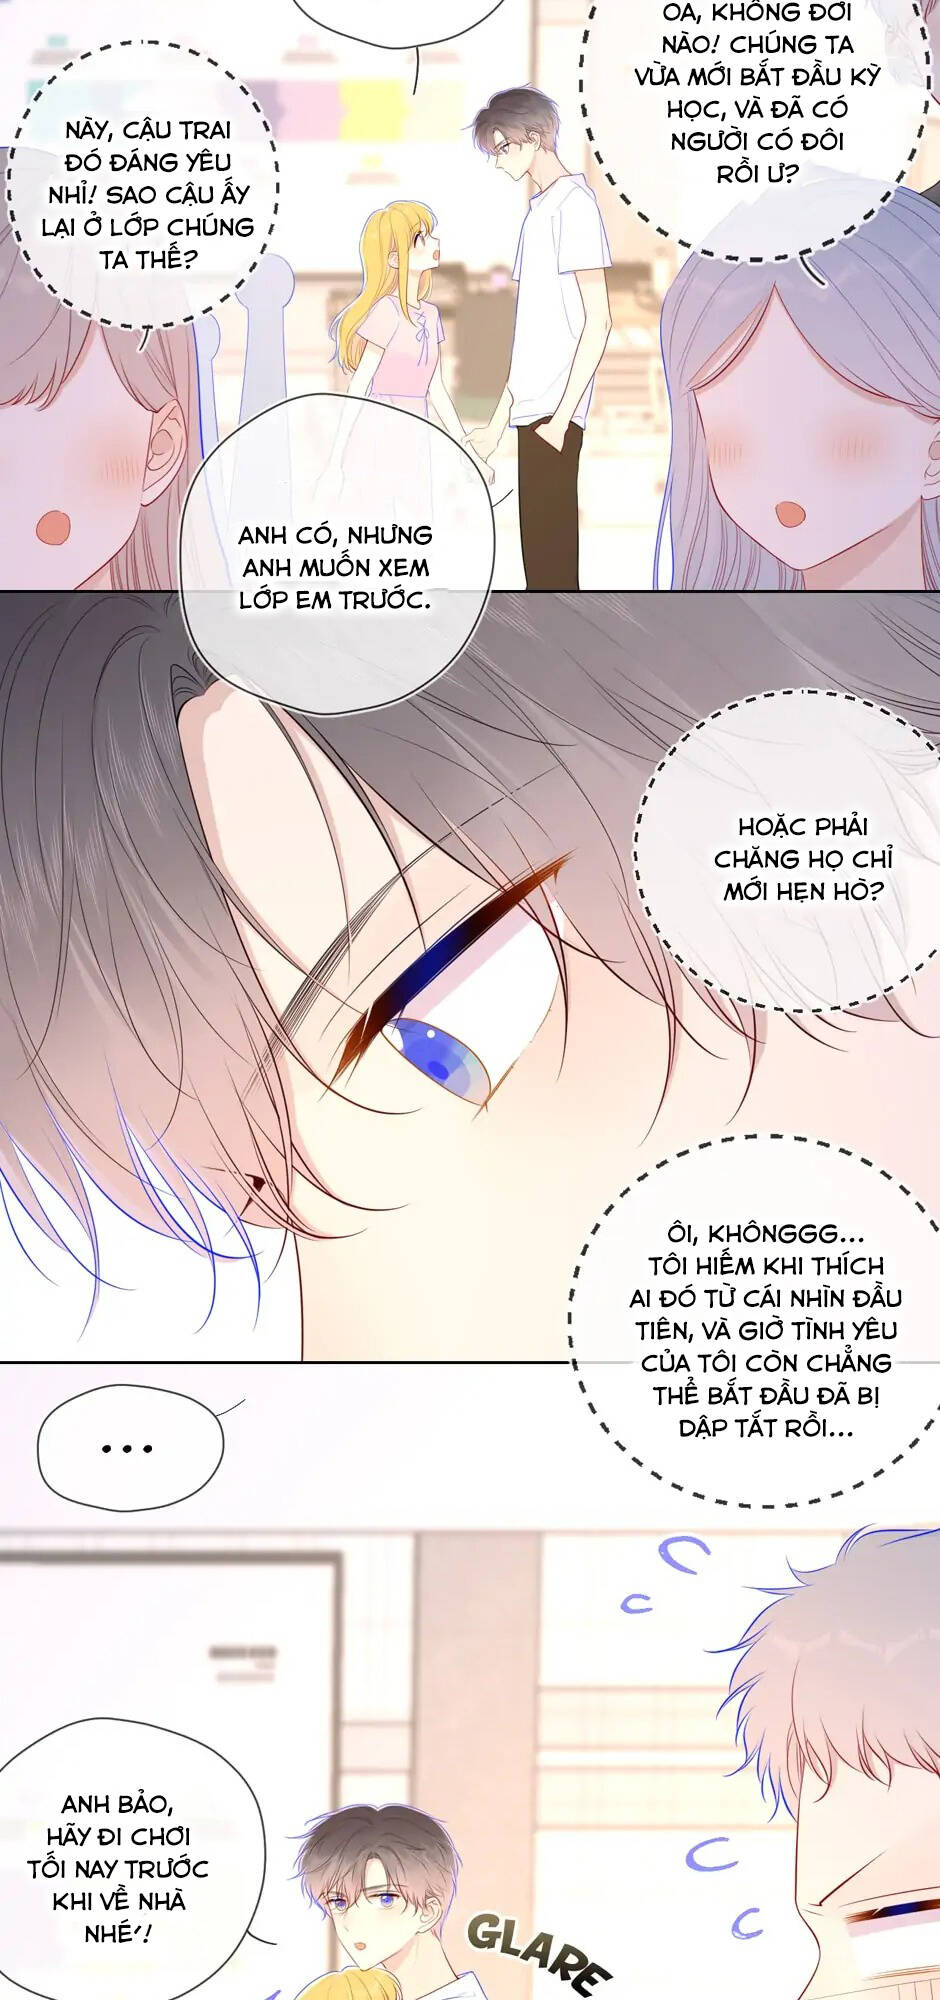 OA, KHÔNG ĐỜI
NÀO! CHÚNG TA
VỪA MỚI BẮT ĐẦU KỲ
HỌC, VÀ ĐÃ CÓ
NGƯỜI CÓ ĐÔI
RỒI Ư?
NÀY, CẬU TRAI
ĐÓ ĐÁNG YÊU
NHỈ! SAO CẬU ẤY
LẠI Ở LỚP CHÚNG
TA THẾ?
ANH CÓ, NHƯNG
ANH MUỐN XEM
LỚP EM TRƯỚC.
HOẶC PHẢI
CHĂNG HỌ CHỈ
MỚI HẸN HÒ?
ÔI, KHÔNGGG...
TÔI HIẾM KHI THÍCH
AI ĐÓ TỪ CÁI NHÌN ĐẦU
TIÊN, VÀ GIỜ TÌNH YÊU
CỦA TÔI CÒN CHẲNG
THỂ BẮT ĐẦU ĐÃ BỊ
DẬP TẮT RỒI...
...
ANH BẢO,
HÃY ĐI CHƠI
TỐI NAY TRƯỚC
KHI VỀ NHÀ
NHÉ!
GLARE